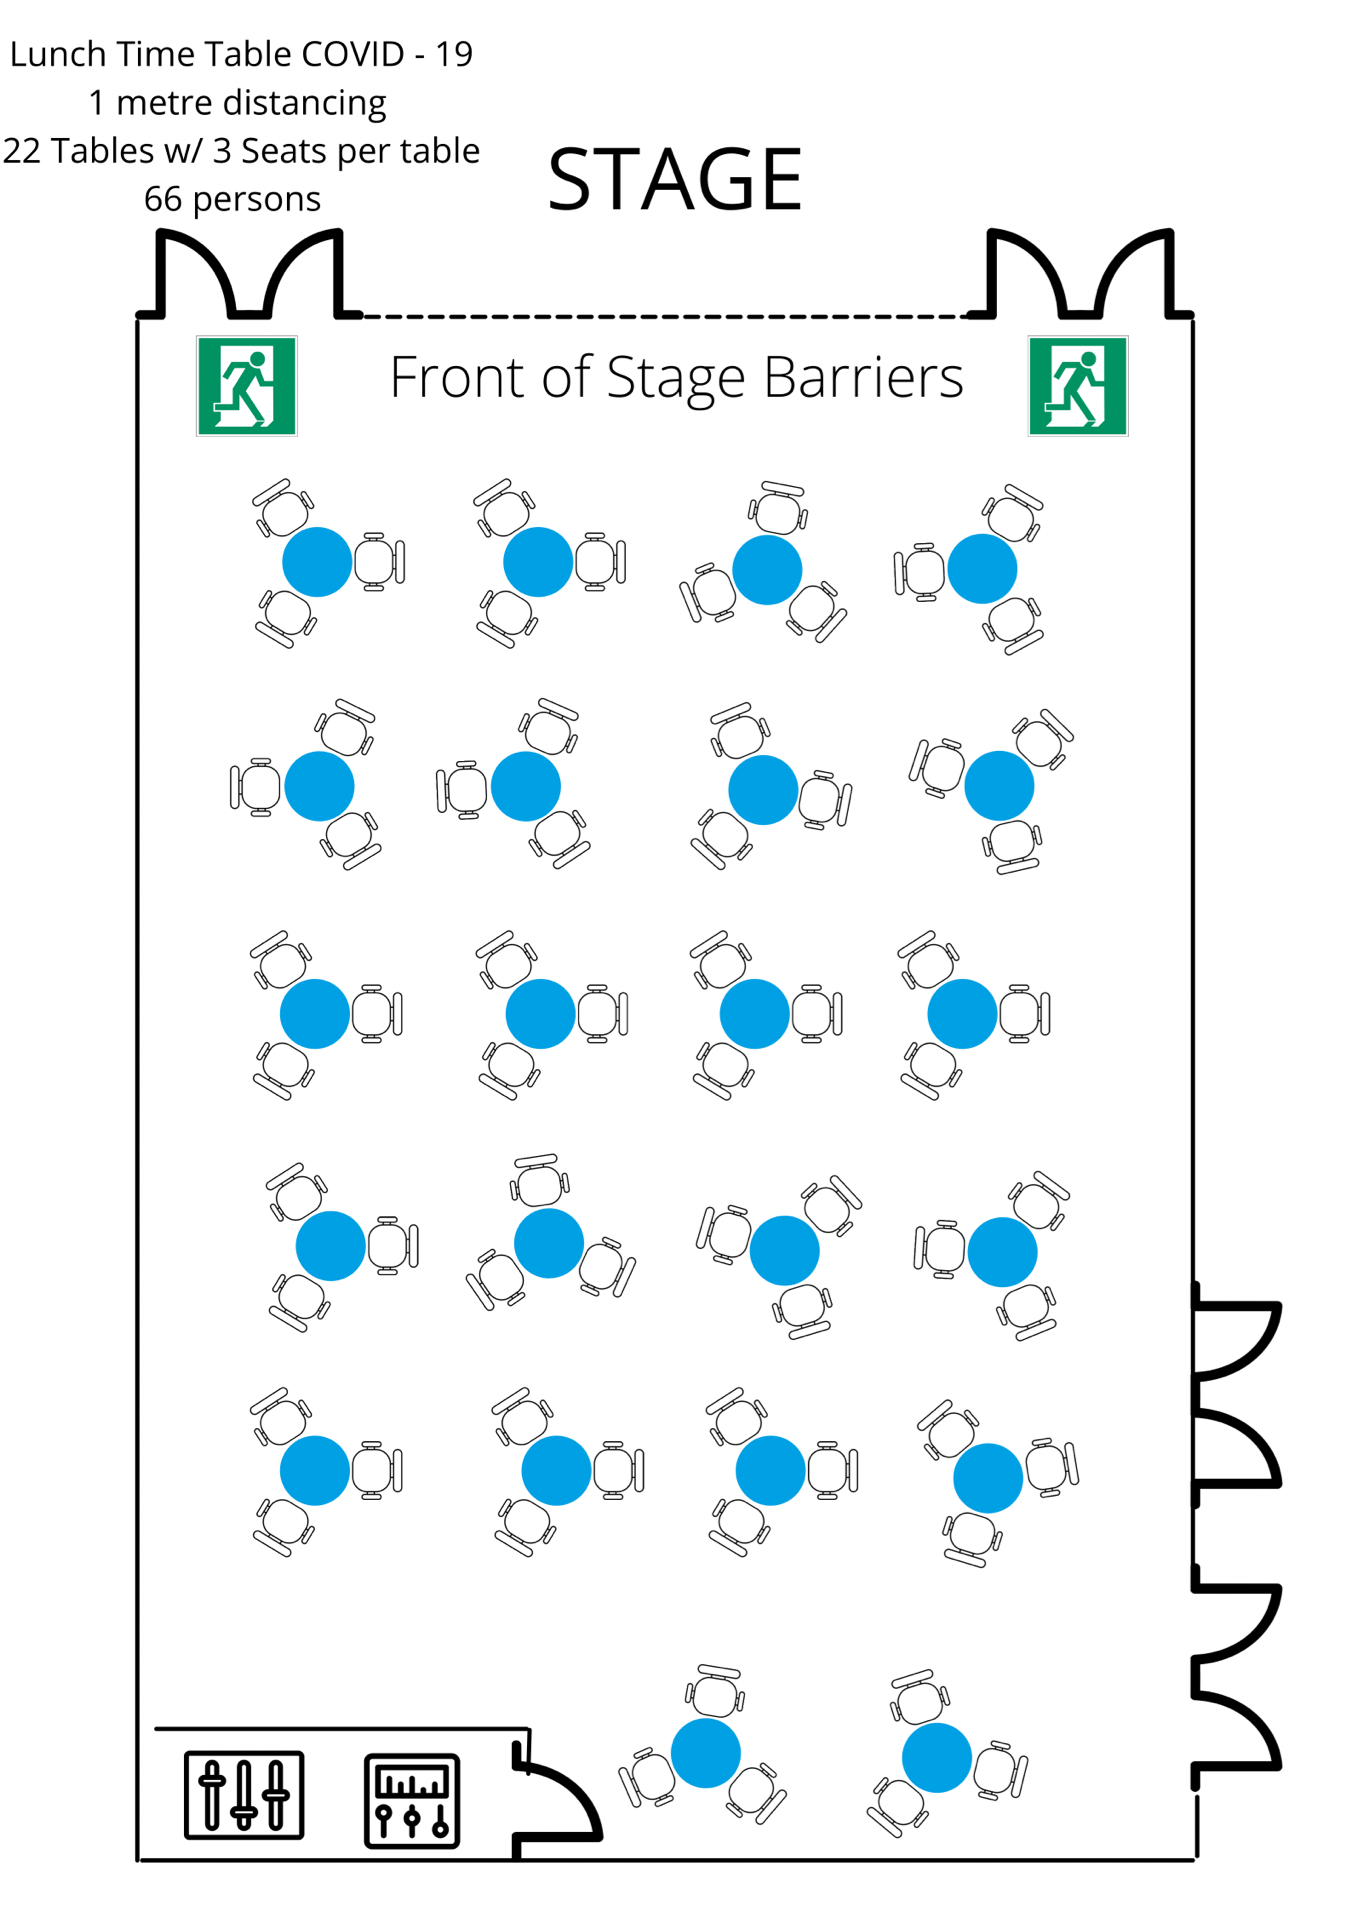 Lunch Time Table COVID - 19
1 metre distancing
22 Tables w/ 3 Seats per table
66 persons
STAGE
Front of Stage Barriers